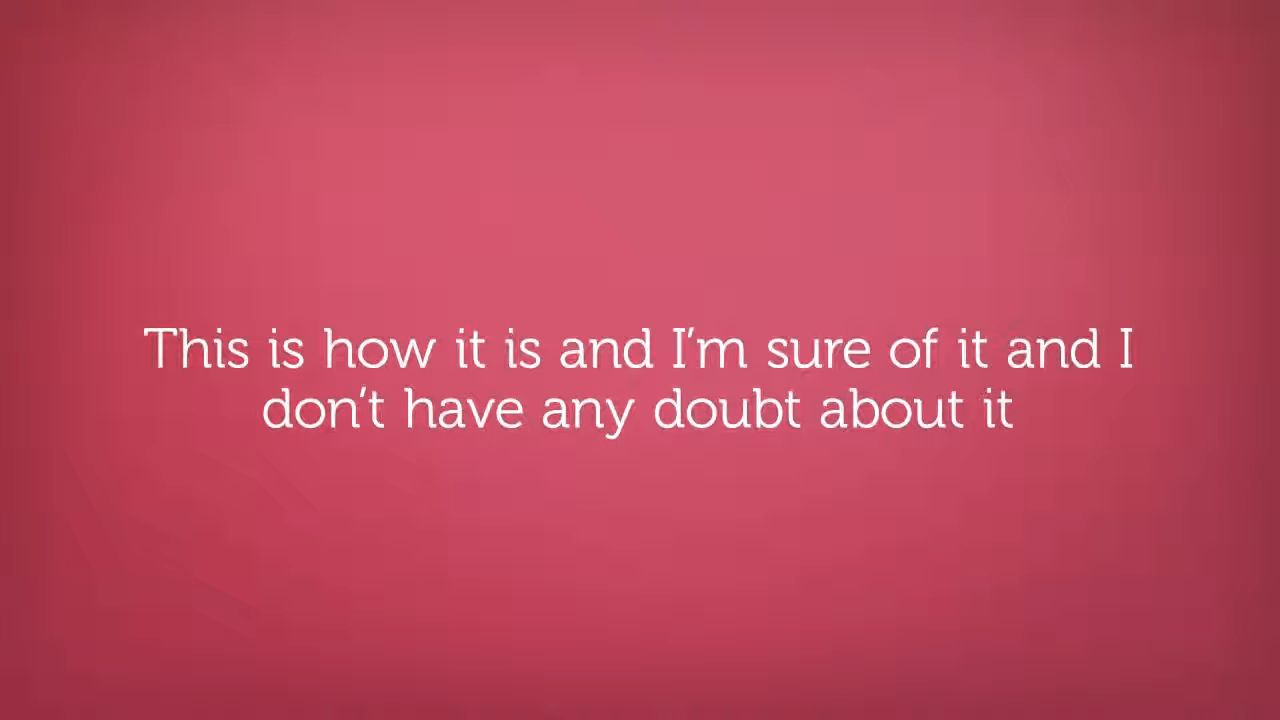 This is how it is and I’m sure of it and I
don’t have any doubt about it